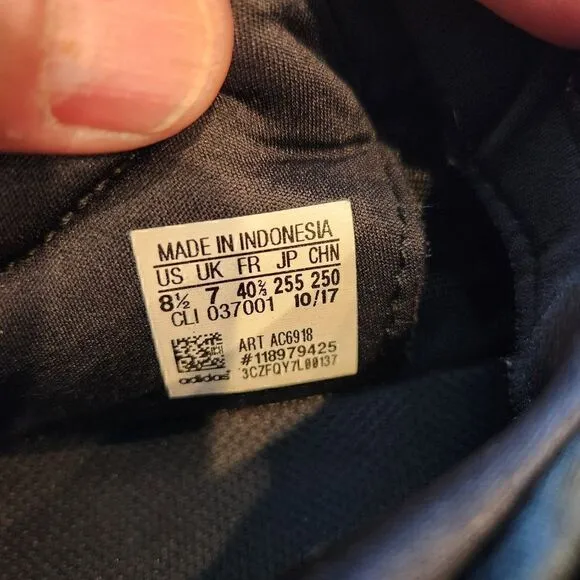 MADE IN INDONESIA
US UK FR JP CHN
8½ 7 40⅔ 255 250
CLI 037001 10/17
ART AC6918
#118979425
3CZFQY7L00137
adidas